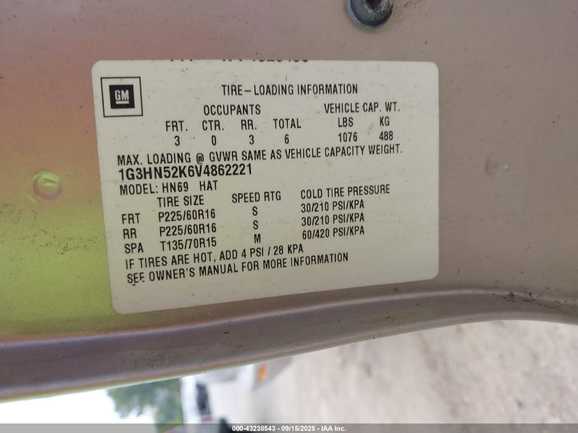 GM
TIRE-LOADING INFORMATION
OCCUPANTS VEHICLE CAP. WT.
FRT. CTR. RR. TOTAL LBS KG
3 0 3 6 1076 488
MAX. LOADING @ GVWR SAME AS VEHICLE CAPACITY WEIGHT.
1G3HN52K6V4862221
MODEL: HN69 HAT
TIRE SIZE SPEED RTG COLD TIRE PRESSURE
FRT P225/60R16 S 30/210 PSI/KPA
RR P225/60R16 S 30/210 PSI/KPA
SPA T135/70R15 M 60/420 PSI/KPA
IF TIRES ARE HOT, ADD 4 PSI / 28 KPA
SEE OWNER'S MANUAL FOR MORE INFORMATION
000-43238543 - 09/15/2025 - IAA Inc.